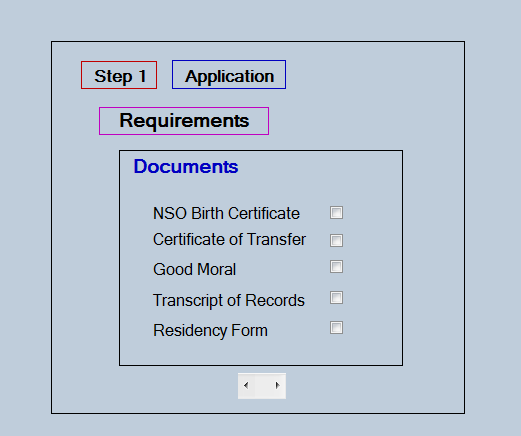 Step 1 Application
Requirements
Documents
NSO Birth Certificate
Certificate of Transfer
Good Moral
Transcript of Records
Residency Form